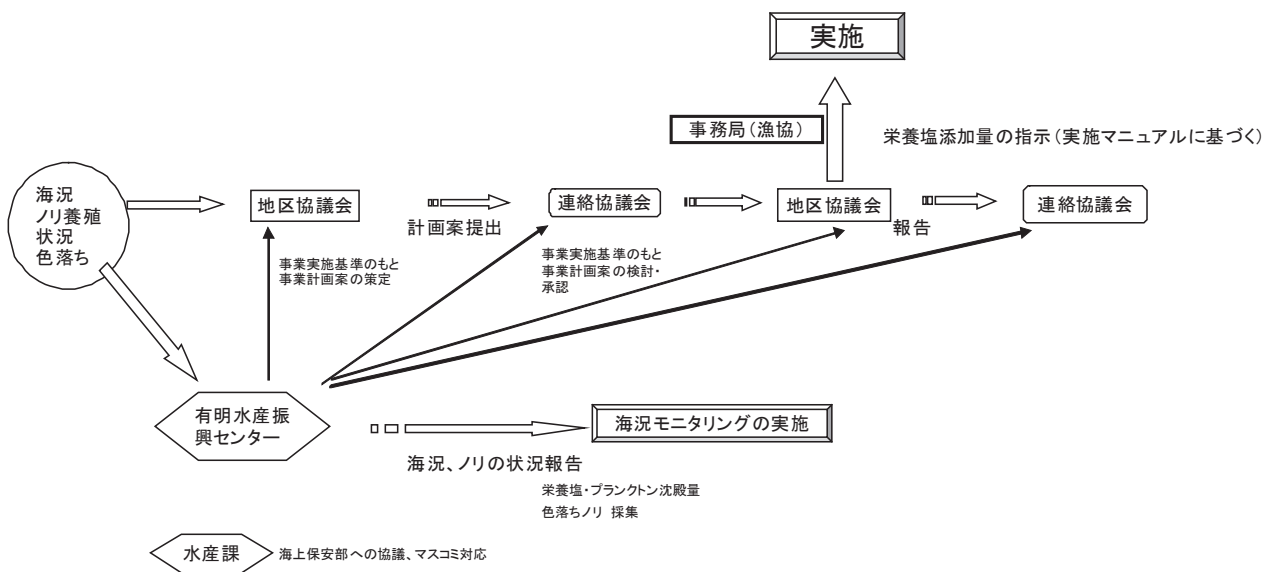 実施
事務局(漁協)
栄養塩添加量の指示(実施マニュアルに基づく)
海況
ノリ養殖
状況
色落ち
地区協議会
計画案提出
連絡協議会
地区協議会
報告
連絡協議会
事業実施基準のもと
事業計画案の策定
事業実施基準のもと
事業計画案の検討・
承認
有明水産振
興センター
海況モニタリングの実施
海況、ノリの状況報告
栄養塩・プランクトン沈殿量
色落ちノリ 採集
水産課
海上保安部への協議、マスコミ対応